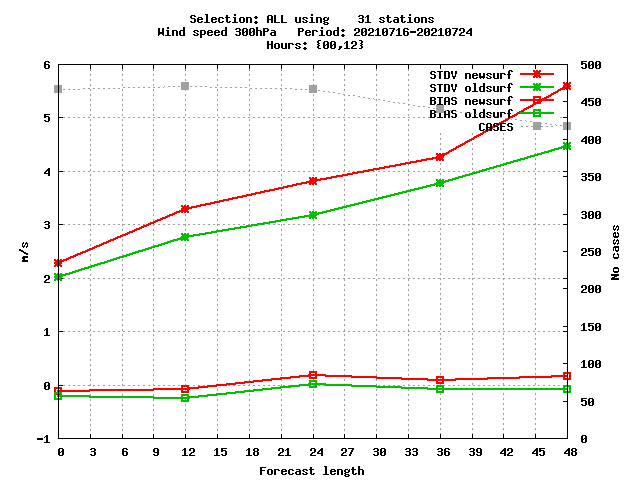 Selection: ALL using 31 stations
Wind speed 300hPa Period: 20210716-20210724
Hours: {00,12}
6
5
4
3
2
1
0
-1
m/s
500
450
400
350
300
250
200
150
100
50
0
No cases
STDV newsurf
STDV oldsurf
BIAS newsurf
BIAS oldsurf
CASES
0 3 6 9 12 15 18 21 24 27 30 33 36 39 42 45 48
Forecast length